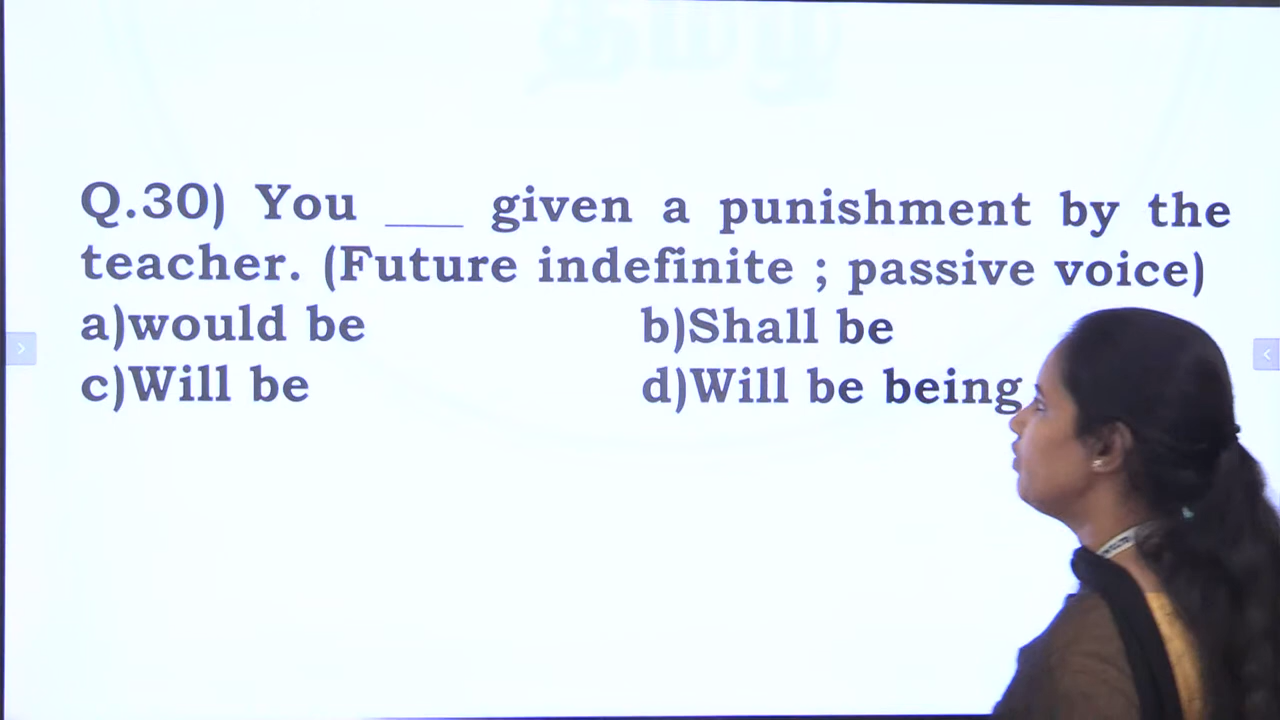 தமிழ்
Q.30) You ___ given a punishment by the
teacher. (Future indefinite ; passive voice)
a)would be b)Shall be
c)Will be d)Will be being